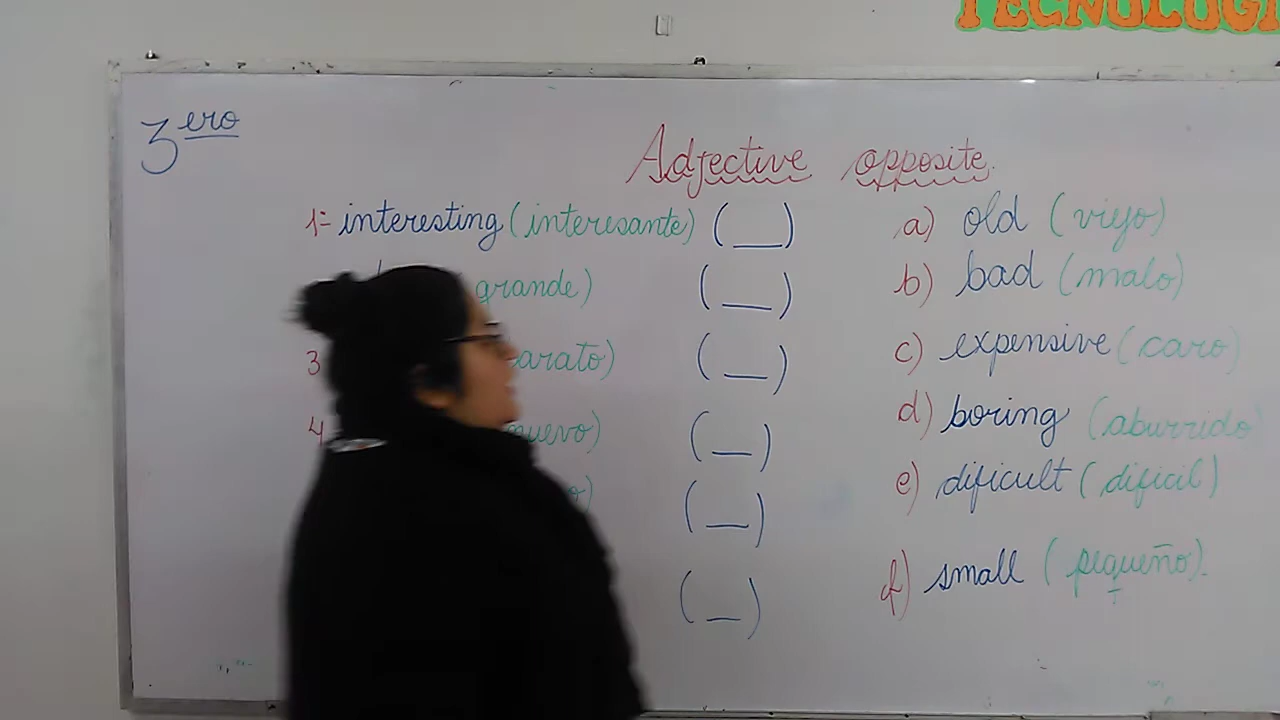 TECNOLOGI
3ero
Adjective opposite.
1= interesting (interesante) (__) a) old (viejo)
grande) (__) b) bad (malo)
3 arato) (__) c) expensive (caro)
4 nuevo) (__) d) boring (aburrido)
o) (__) e) dificult (dificil)
(__) f) small (pequeño).